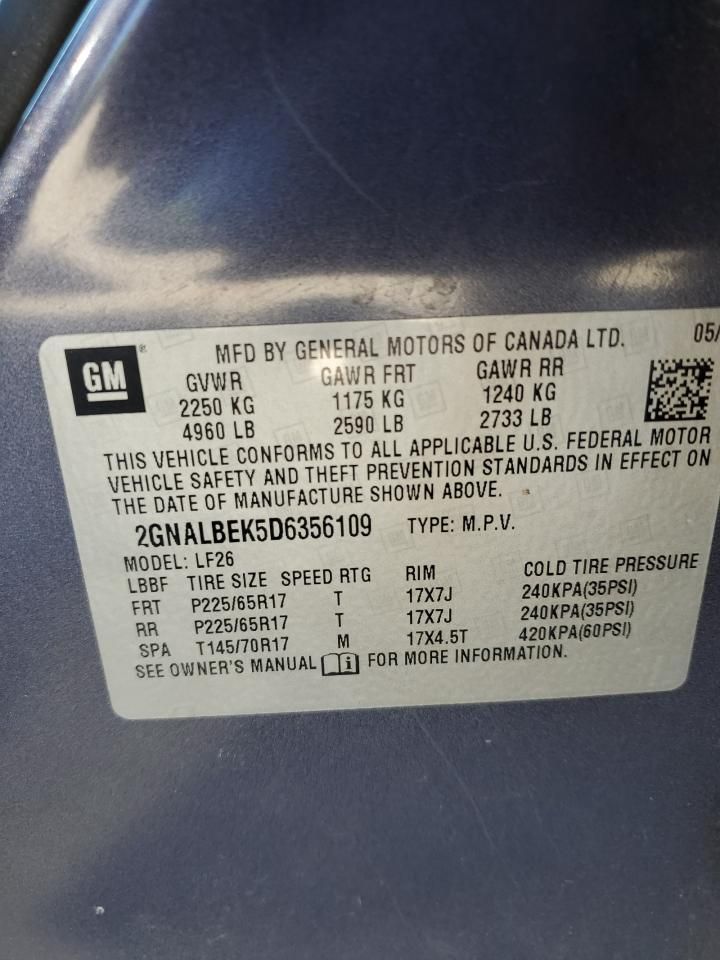 GM
MFD BY GENERAL MOTORS OF CANADA LTD. 05/
GVWR GAWR FRT GAWR RR
2250 KG 1175 KG 1240 KG
4960 LB 2590 LB 2733 LB
THIS VEHICLE CONFORMS TO ALL APPLICABLE U.S. FEDERAL MOTOR
VEHICLE SAFETY AND THEFT PREVENTION STANDARDS IN EFFECT ON
THE DATE OF MANUFACTURE SHOWN ABOVE.
2GNALBEK5D6356109 TYPE: M.P.V.
MODEL: LF26
LBBF TIRE SIZE SPEED RTG RIM COLD TIRE PRESSURE
FRT P225/65R17 T 17X7J 240KPA(35PSI)
RR P225/65R17 T 17X7J 240KPA(35PSI)
SPA T145/70R17 M 17X4.5T 420KPA(60PSI)
SEE OWNER'S MANUAL FOR MORE INFORMATION.